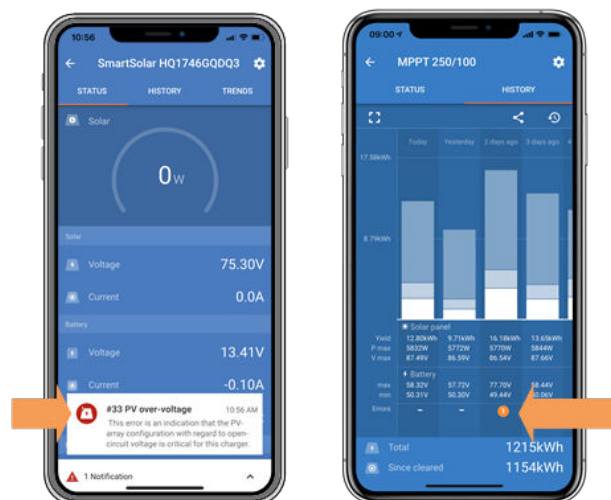 10:56
SmartSolar HQ1746GQDQ3
STATUS HISTORY TRENDS
Solar
0w
Solar
Voltage 75.30V
Current 0.0A
Battery
Voltage 13.41V
Current -0.10A
#33 PV over-voltage 10:56 AM
This error is an indication that the PV-
array configuration with regard to open-
circuit voltage is critical for this charger.
1 Notification
09:00
MPPT 250/100
STATUS HISTORY
Today Yesterday 2 days ago 3 days ago 4
17.58kWh
8.79kWh
Solar panel
Yield 12.80kWh 9.71kWh 16.18kWh 13.65kWh
P max 5832W 5772W 5770W 5844W
V max 87.49V 86.59V 86.54V 87.66V
Battery
max 58.32V 57.72V 77.70V 58.44V
min 50.31V 50.30V 49.44V 50.06V
Errors – – 1
Total 1215kWh
Since cleared 1154kWh